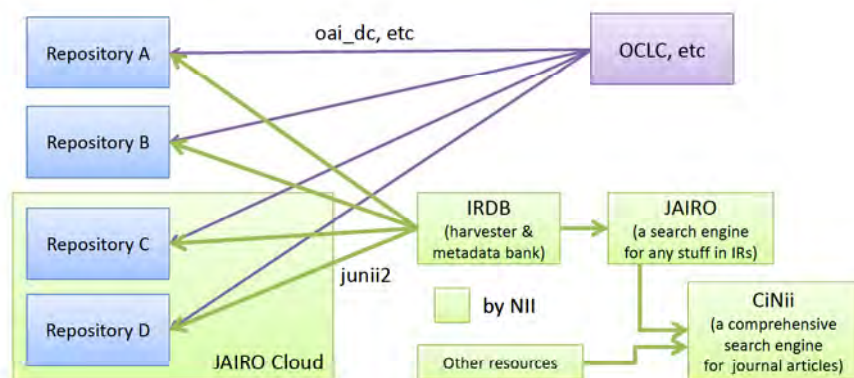 oai_dc, etc
OCLC, etc
Repository A
Repository B
Repository C
Repository D
JAIRO Cloud
junii2
IRDB
(harvester &
metadata bank)
JAIRO
(a search engine
for any stuff in IRs)
by NII
Other resources
CiNii
(a comprehensive
search engine
for journal articles)